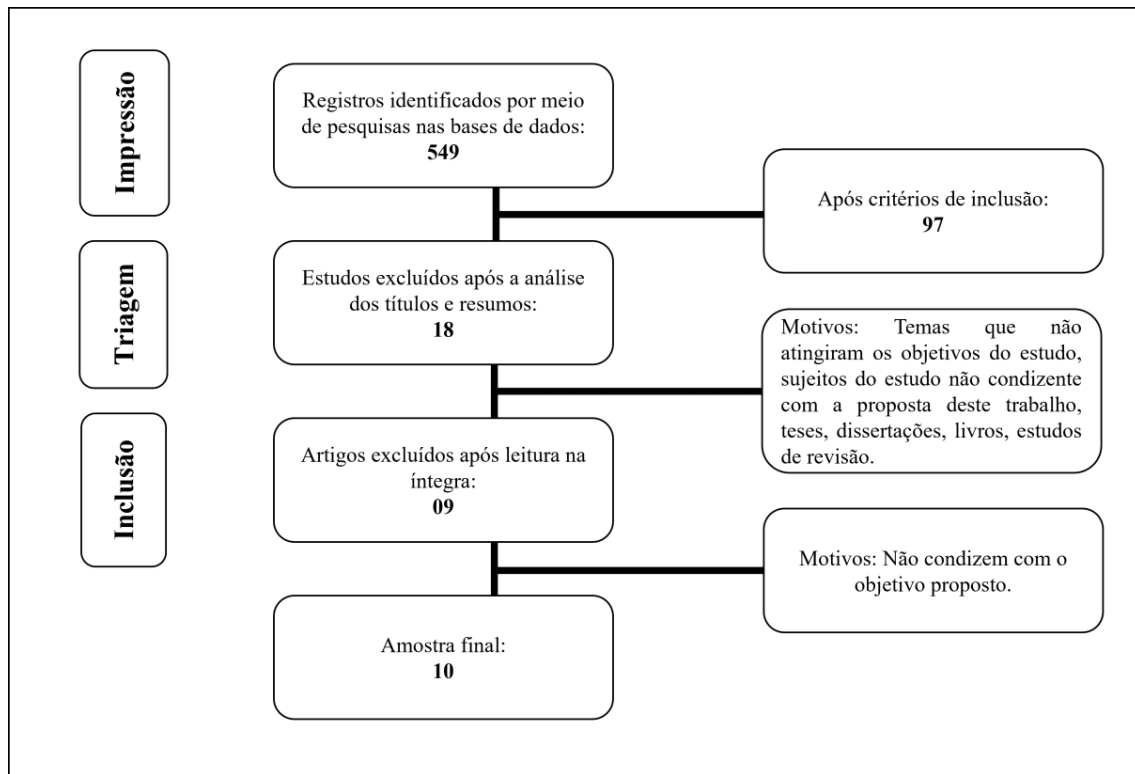 Impressão
Registros identificados por meio
de pesquisas nas bases de dados:
549
Após critérios de inclusão:
97
Triagem
Estudos excluídos após a análise
dos títulos e resumos:
18
Motivos: Temas que não
atingiram os objetivos do estudo,
sujeitos do estudo não condizente
com a proposta deste trabalho,
teses, dissertações, livros, estudos
de revisão.
Inclusão
Artigos excluídos após leitura na
íntegra:
09
Motivos: Não condizem com o
objetivo proposto.
Amostra final:
10